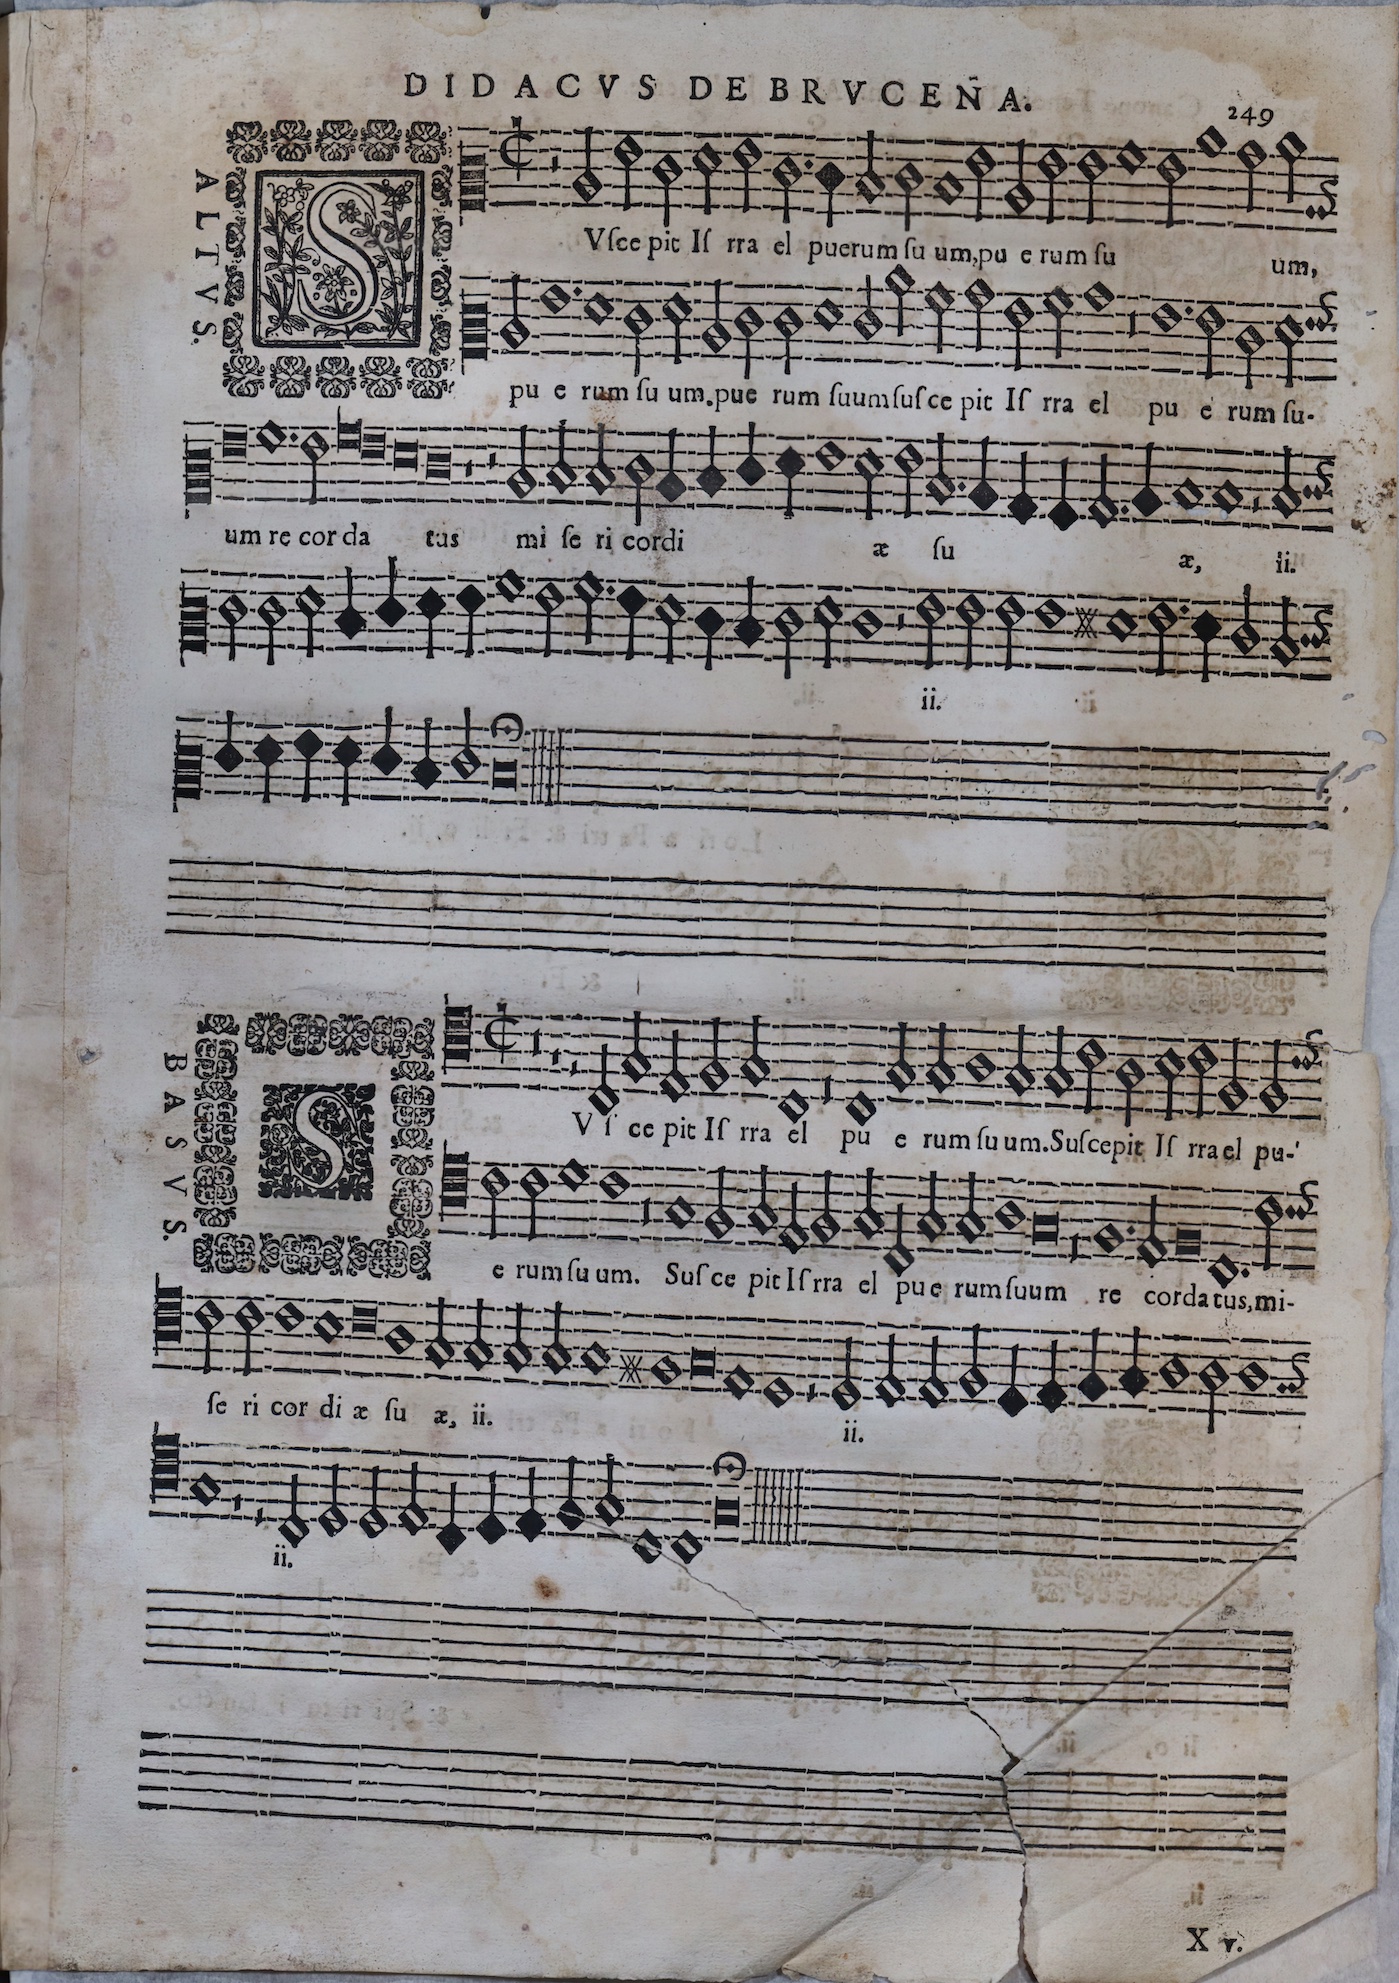 DIDACVS DE BRVCEÑA.
249
ALTVS.
S
Vſce pit Iſ rra el puerum ſu um,pu e rum ſu um,
pu e rum ſu um.pue rum ſuum ſuſ ce pit Iſ rra el pu e rum ſu-
um re cor da tus mi ſe ri cordi æ ſu æ, ii.
ii.
BASVS.
S
Vſ ce pit Iſ rra el pu e rum ſu um.Suſcepit Iſ rra el pu-
e rum ſu um. Suſ ce pit Iſ rra el pu e rum ſuum re cordatus,mi-
ſe ri cor di æ ſu æ, ii. ii.
ii.
X v.